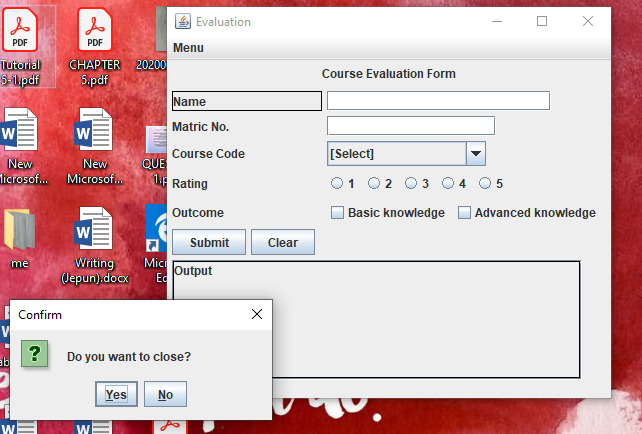 PDF
Tutorial
5-1.pdf
PDF
CHAPTER
5.pdf
New
Microsof...
New
Microsof...
me
Writing
(Jepun).docx
Evaluation
Menu
Course Evaluation Form
Name
Matric No.
Course Code
[Select]
Rating
1 2 3 4 5
Outcome
Basic knowledge Advanced knowledge
Submit Clear
Output
Confirm
Do you want to close?
Yes No